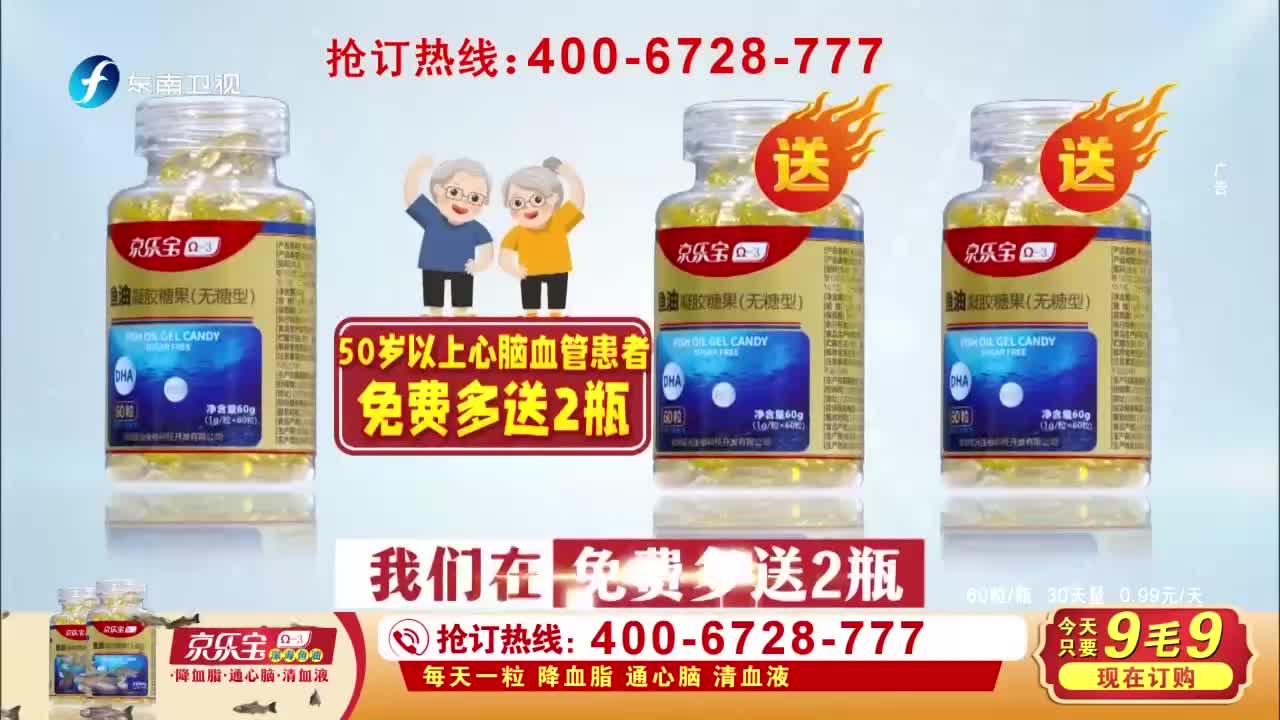 抢订热线:400-6728-777
东南卫视
广告
送
送
京乐宝 Ω-3
鱼油凝胶糖果(无糖型)
FISH OIL GEL CANDY
SUGAR FREE
DHA
60粒
净含量60g
(1g/粒×60粒)
京乐宝 Ω-3
鱼油凝胶糖果(无糖型)
FISH OIL GEL CANDY
SUGAR FREE
DHA
60粒
净含量60g
(1g/粒×60粒)
京乐宝 Ω-3
鱼油凝胶糖果(无糖型)
FISH OIL GEL CANDY
SUGAR FREE
DHA
60粒
净含量60g
(1g/粒×60粒)
50岁以上心脑血管患者
免费多送2瓶
我们在 免费多送2瓶
60粒/瓶 30天量 0.99元/天
京乐宝 Ω-3
深海鱼油
·降血脂·通心脑·清血液
抢订热线:400-6728-777
每天一粒 降血脂 通心脑 清血液
今天只要9毛9
现在订购